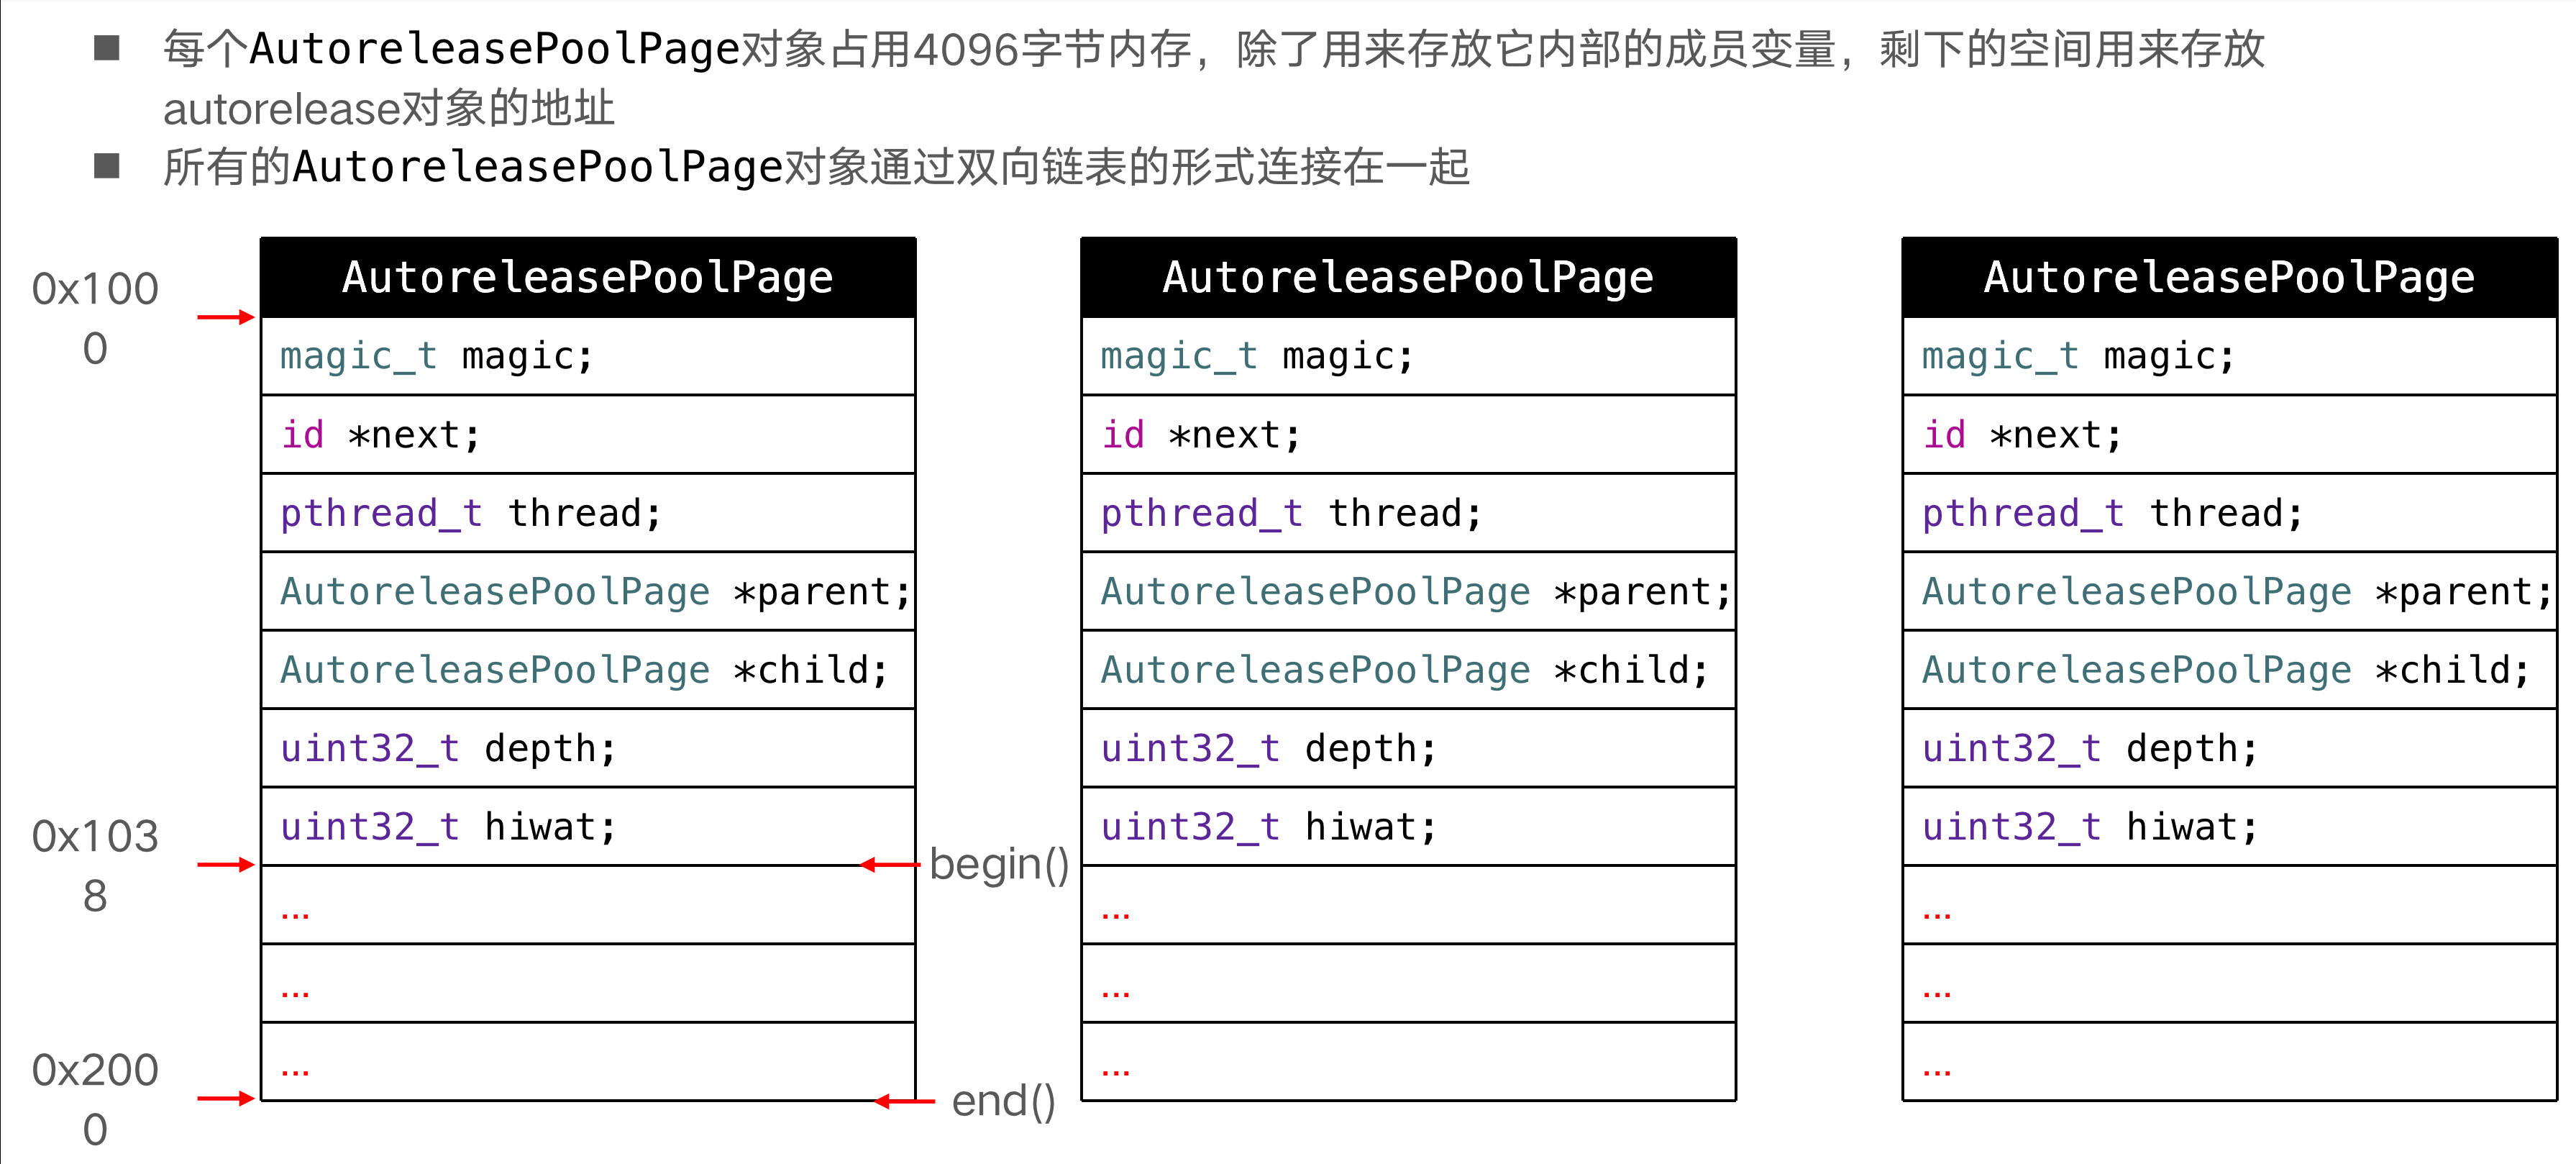 ■ 每个AutoreleasePoolPage对象占用4096字节内存，除了用来存放它内部的成员变量，剩下的空间用来存放
autorelease对象的地址
■ 所有的AutoreleasePoolPage对象通过双向链表的形式连接在一起
0x100
0
AutoreleasePoolPage
magic_t magic;
id *next;
pthread_t thread;
AutoreleasePoolPage *parent;
AutoreleasePoolPage *child;
uint32_t depth;
uint32_t hiwat;
...
...
...
0x103
8
0x200
0
begin()
end()
AutoreleasePoolPage
magic_t magic;
id *next;
pthread_t thread;
AutoreleasePoolPage *parent;
AutoreleasePoolPage *child;
uint32_t depth;
uint32_t hiwat;
...
...
...
AutoreleasePoolPage
magic_t magic;
id *next;
pthread_t thread;
AutoreleasePoolPage *parent;
AutoreleasePoolPage *child;
uint32_t depth;
uint32_t hiwat;
...
...
...